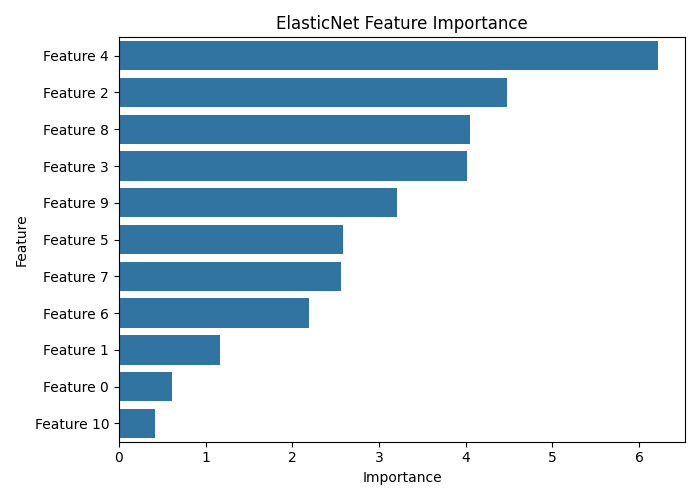 ElasticNet Feature Importance
Feature 4
Feature 2
Feature 8
Feature 3
Feature 9
Feature 5
Feature 7
Feature 6
Feature 1
Feature 0
Feature 10
Feature
0 1 2 3 4 5 6
Importance